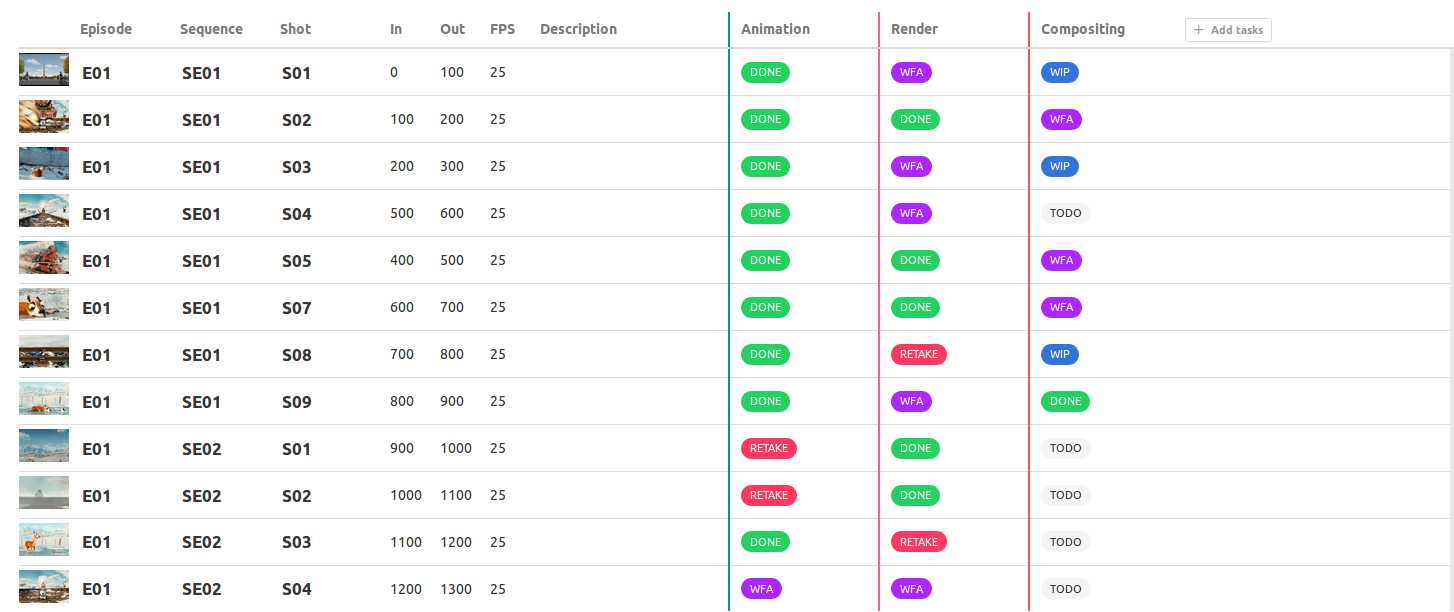 Episode Sequence Shot In Out FPS Description Animation Render Compositing + Add tasks
E01 SE01 S01 0 100 25 DONE WFA WIP
E01 SE01 S02 100 200 25 DONE DONE WFA
E01 SE01 S03 200 300 25 DONE WFA WIP
E01 SE01 S04 500 600 25 DONE WFA TODO
E01 SE01 S05 400 500 25 DONE DONE WFA
E01 SE01 S07 600 700 25 DONE DONE WFA
E01 SE01 S08 700 800 25 DONE RETAKE WIP
E01 SE01 S09 800 900 25 DONE WFA DONE
E01 SE02 S01 900 1000 25 RETAKE DONE TODO
E01 SE02 S02 1000 1100 25 RETAKE DONE TODO
E01 SE02 S03 1100 1200 25 DONE RETAKE TODO
E01 SE02 S04 1200 1300 25 WFA WFA TODO